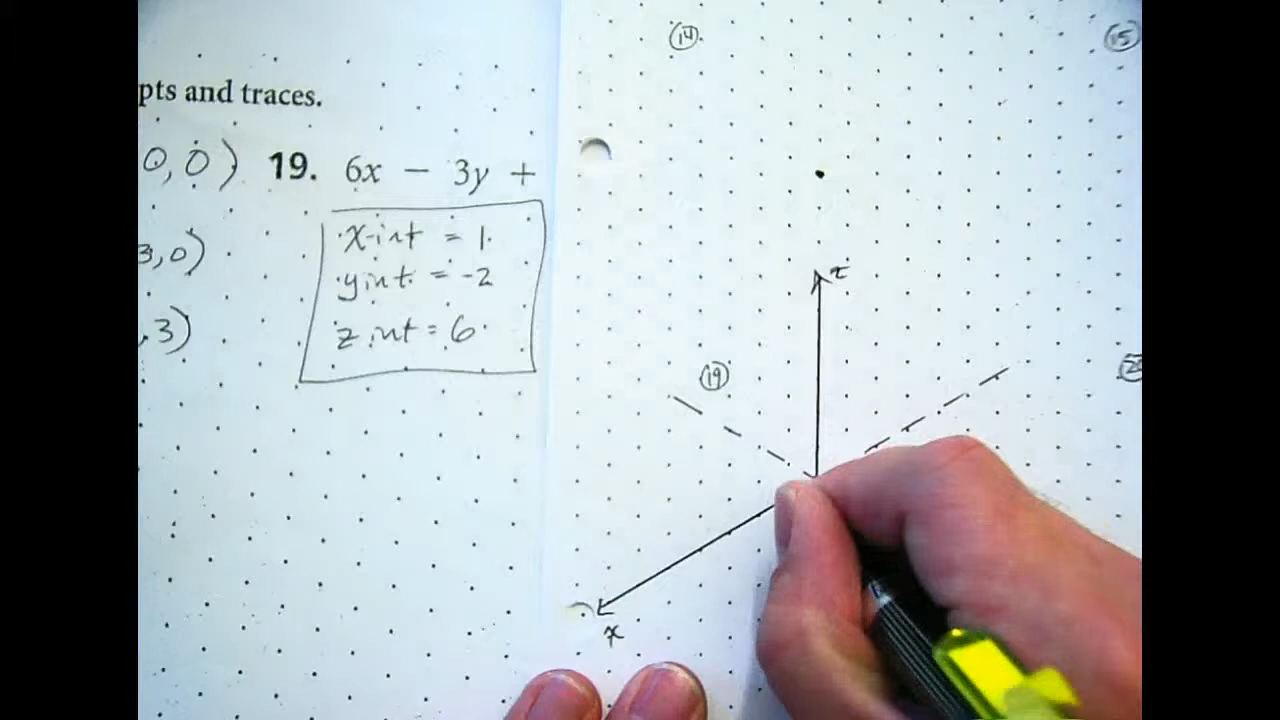 pts and traces.
0,0)
19. 6x − 3y +
x-int = 1
y int. = -2
3,0)
z int = 6
,3)
14
15
z
19
x